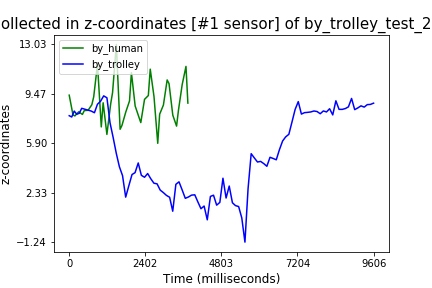 ollected in z-coordinates [#1 sensor] of by_trolley_test_2
13.03
9.47
5.90
2.33
−1.24
z-coordinates
by_human
by_trolley
0 2402 4803 7204 9606
Time (milliseconds)